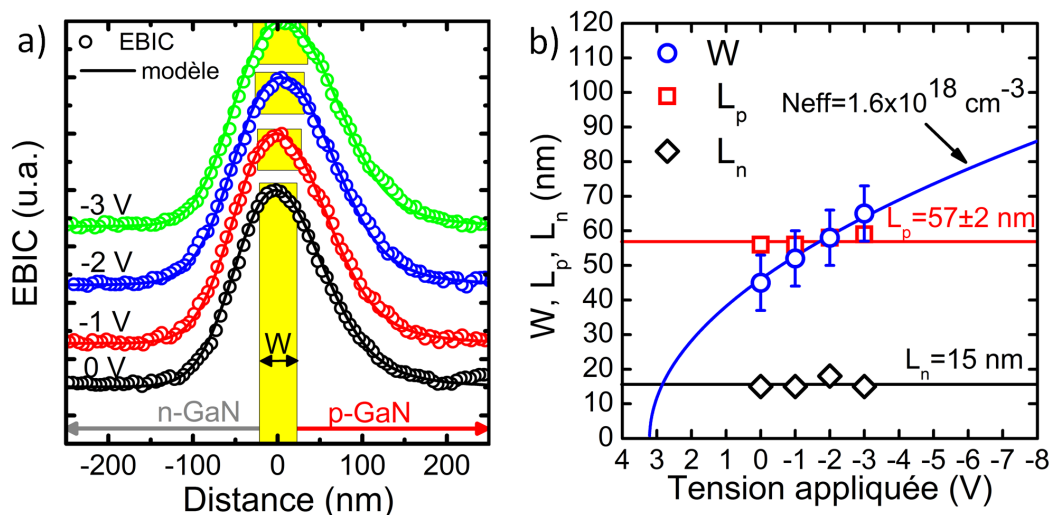 a)
EBIC
modèle
-3 V
-2 V
-1 V
0 V
W
n-GaN
p-GaN
-200 -100 0 100 200
Distance (nm)
EBIC (u.a.)
b)
W
Lp
Ln
Neff=1.6x10^18 cm-3
Lp=57±2 nm
Ln=15 nm
120
110
100
90
80
70
60
50
40
30
20
10
0
4 3 2 1 0 -1 -2 -3 -4 -5 -6 -7 -8
Tension appliquée (V)
W, Lp, Ln (nm)